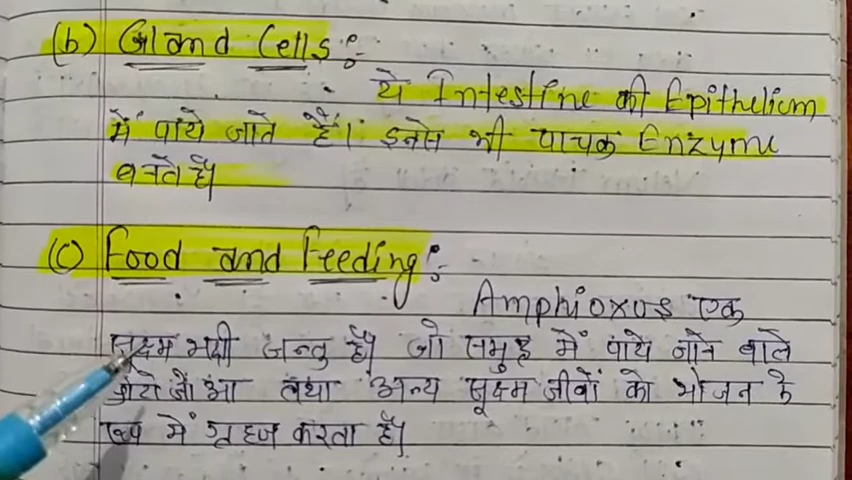 (b) Gland Cells :-
ये Intestine की Epithelium
में पाये जाते हैं। इनसे भी पाचक Enzyme
बनते है।
(c) Food and Feeding :-
Amphioxus एक
सूक्ष्म भक्षी जन्तु है। जो समुद्र में पाये जाने वाले
तथा अन्य सूक्ष्म जीवों को भोजन के
रूप में ग्रहण करता है।